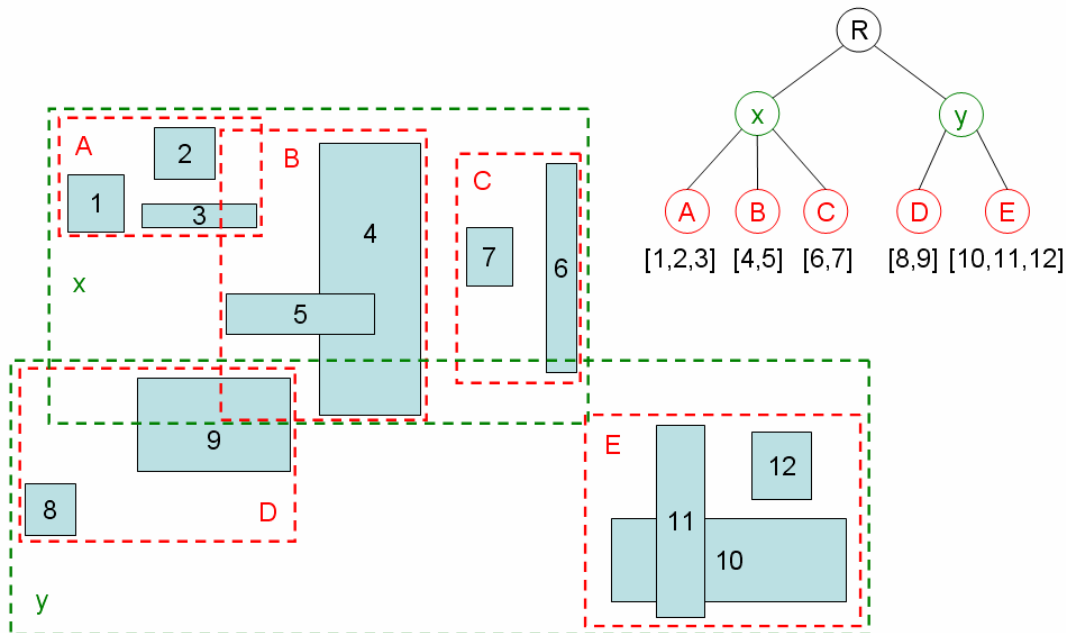 R
x
y
A
B
C
D
E
[1,2,3]
[4,5]
[6,7]
[8,9]
[10,11,12]
A
2
B
1
3
4
C
7
6
x
5
9
8
D
E
12
11
10
y